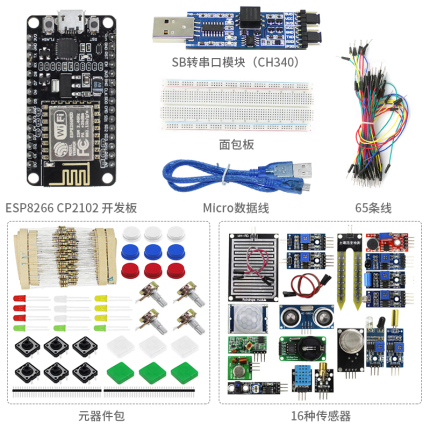 SB转串口模块（CH340）
面包板
ESP8266 CP2102 开发板
Micro数据线
65条线
元器件包
16种传感器
WiFi